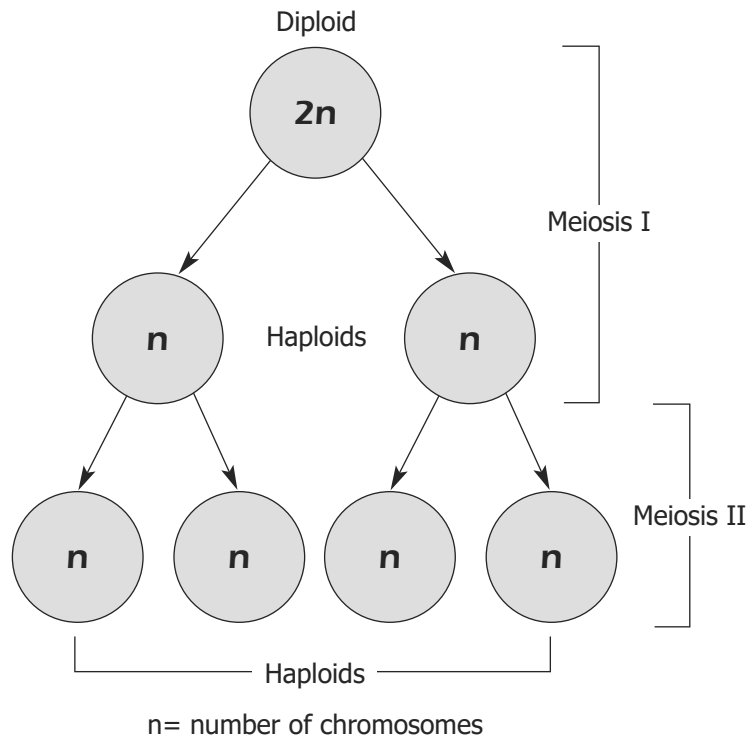 Diploid
2n
Meiosis I
n
Haploids
n
Meiosis II
n
n
n
n
Haploids
n= number of chromosomes